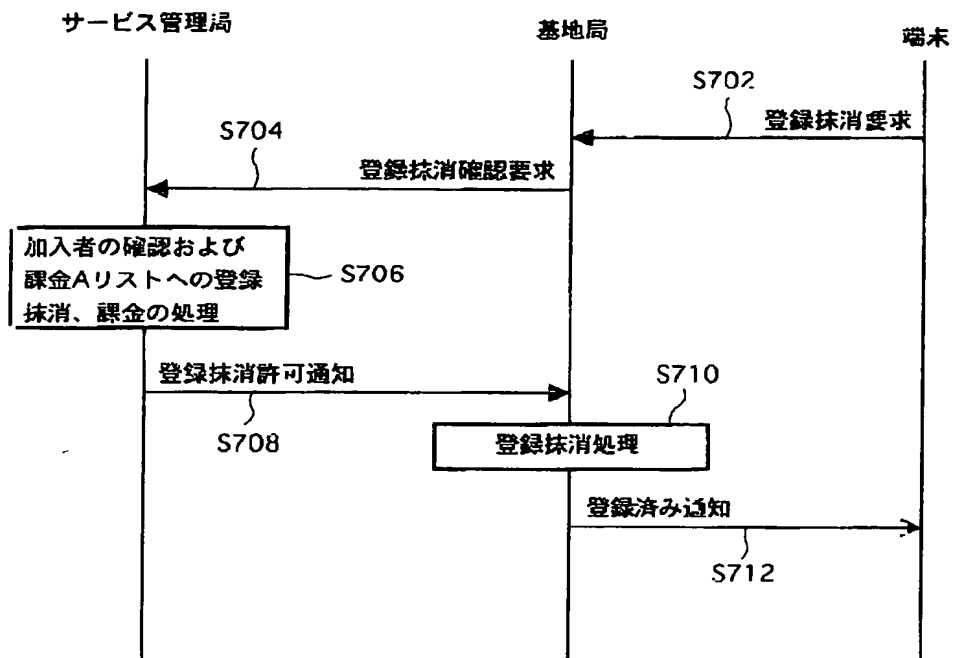 サービス管理局
基地局
端末
S702
登録抹消要求
S704
登録抹消確認要求
加入者の確認および
課金Aリストへの登録
抹消、課金の処理
S706
登録抹消許可通知
S708
S710
登録抹消処理
登録済み通知
S712